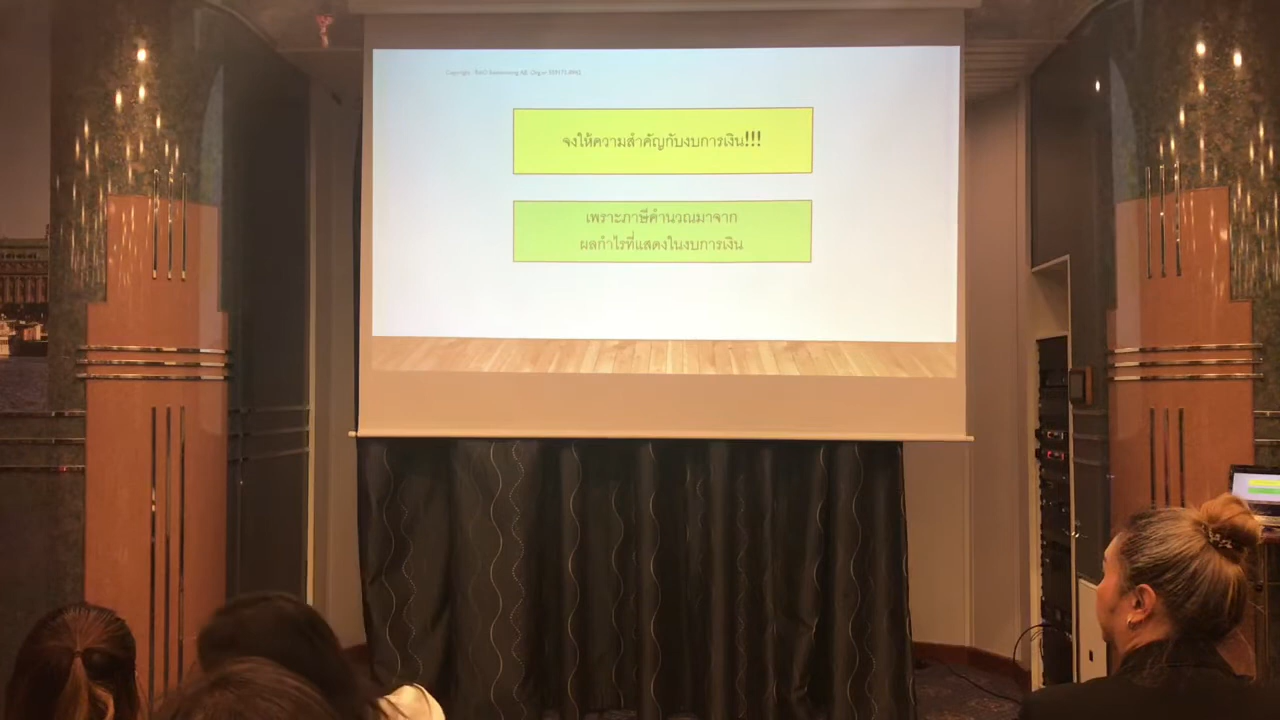 Copyright : BAO
จงให้ความสำคัญกับงบการเงิน!!!
เพราะภาษีคำนวณมาจาก
ผลกำไรที่แสดงในงบการเงิน